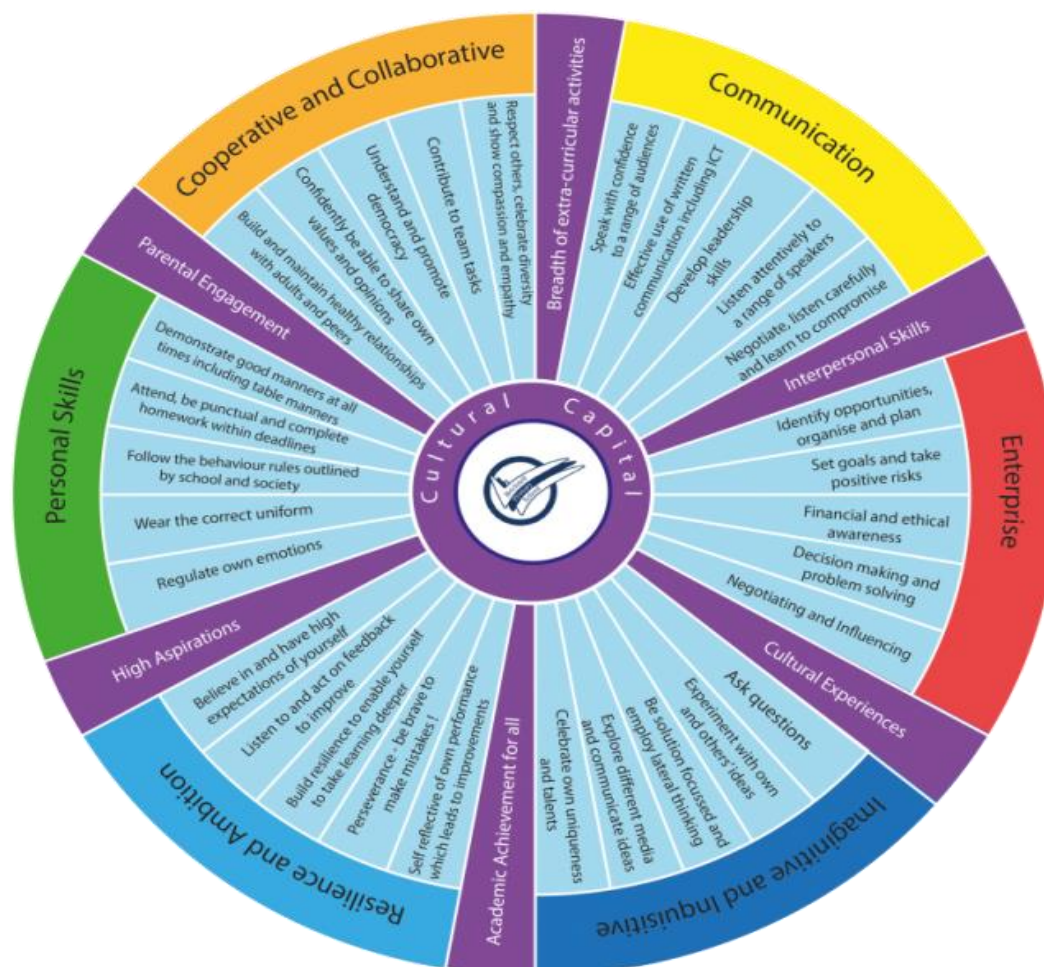 Cultural Capital
Breadth of extra-curricular activities
Communication
Speak with confidence
to a range of audiences
Effective use of written
communication including ICT
Develop leadership
skills
Listen attentively to
a range of speakers
Negotiate, listen carefully
and learn to compromise
Interpersonal Skills
Enterprise
Identify opportunities,
organise and plan
Set goals and take
positive risks
Financial and ethical
awareness
Decision making and
problem solving
Negotiating and Influencing
Cultural Experiences
Imaginitive and Inquisitive
Ask questions
Experiment with own
and others' ideas
Be solution focussed and
employ lateral thinking
Explore different media
and communicate ideas
Celebrate own uniqueness
and talents
Academic Achievement for all
Resilience and Ambition
Self reflective of own performance
which leads to improvements
Perseverance - be brave to
make mistakes !
Build resilience to enable yourself
to take learning deeper
Listen to and act on feedback
to improve
Believe in and have high
expectations of yourself
High Aspirations
Personal Skills
Regulate own emotions
Wear the correct uniform
Follow the behaviour rules outlined
by school and society
Attend, be punctual and complete
homework within deadlines
Demonstrate good manners at all
times including table manners
Parental Engagement
Cooperative and Collaborative
Build and maintain healthy relationships
with adults and peers
Confidently be able to share own
values and opinions
Understand and promote
democracy
Contribute to team tasks
Respect others, celebrate diversity
and show compassion and empathy